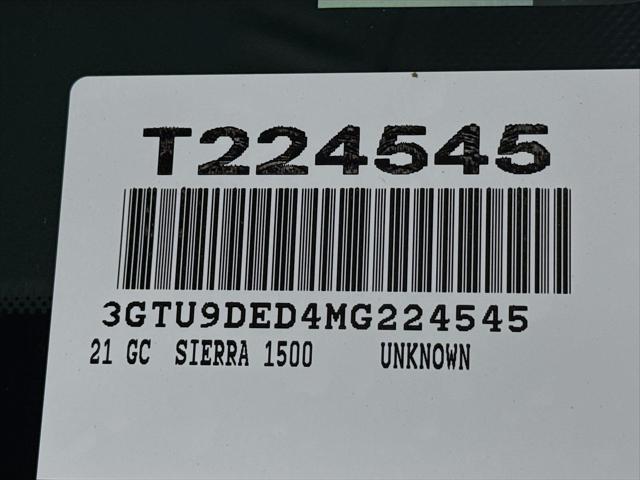 T224545
3GTU9DED4MG224545
21 GC SIERRA 1500 UNKNOWN